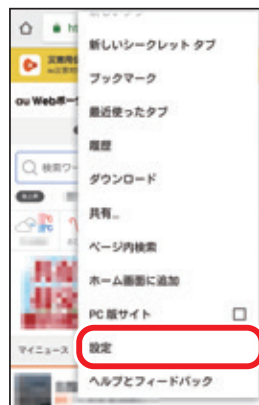 新しいシークレット タブ
ブックマーク
au Webポー
最近使ったタブ
履歴
検索ワー
ダウンロード
共有...
ページ内検索
ホーム画面に追加
PC 版サイト
マイニュース
設定
ヘルプとフィードバック